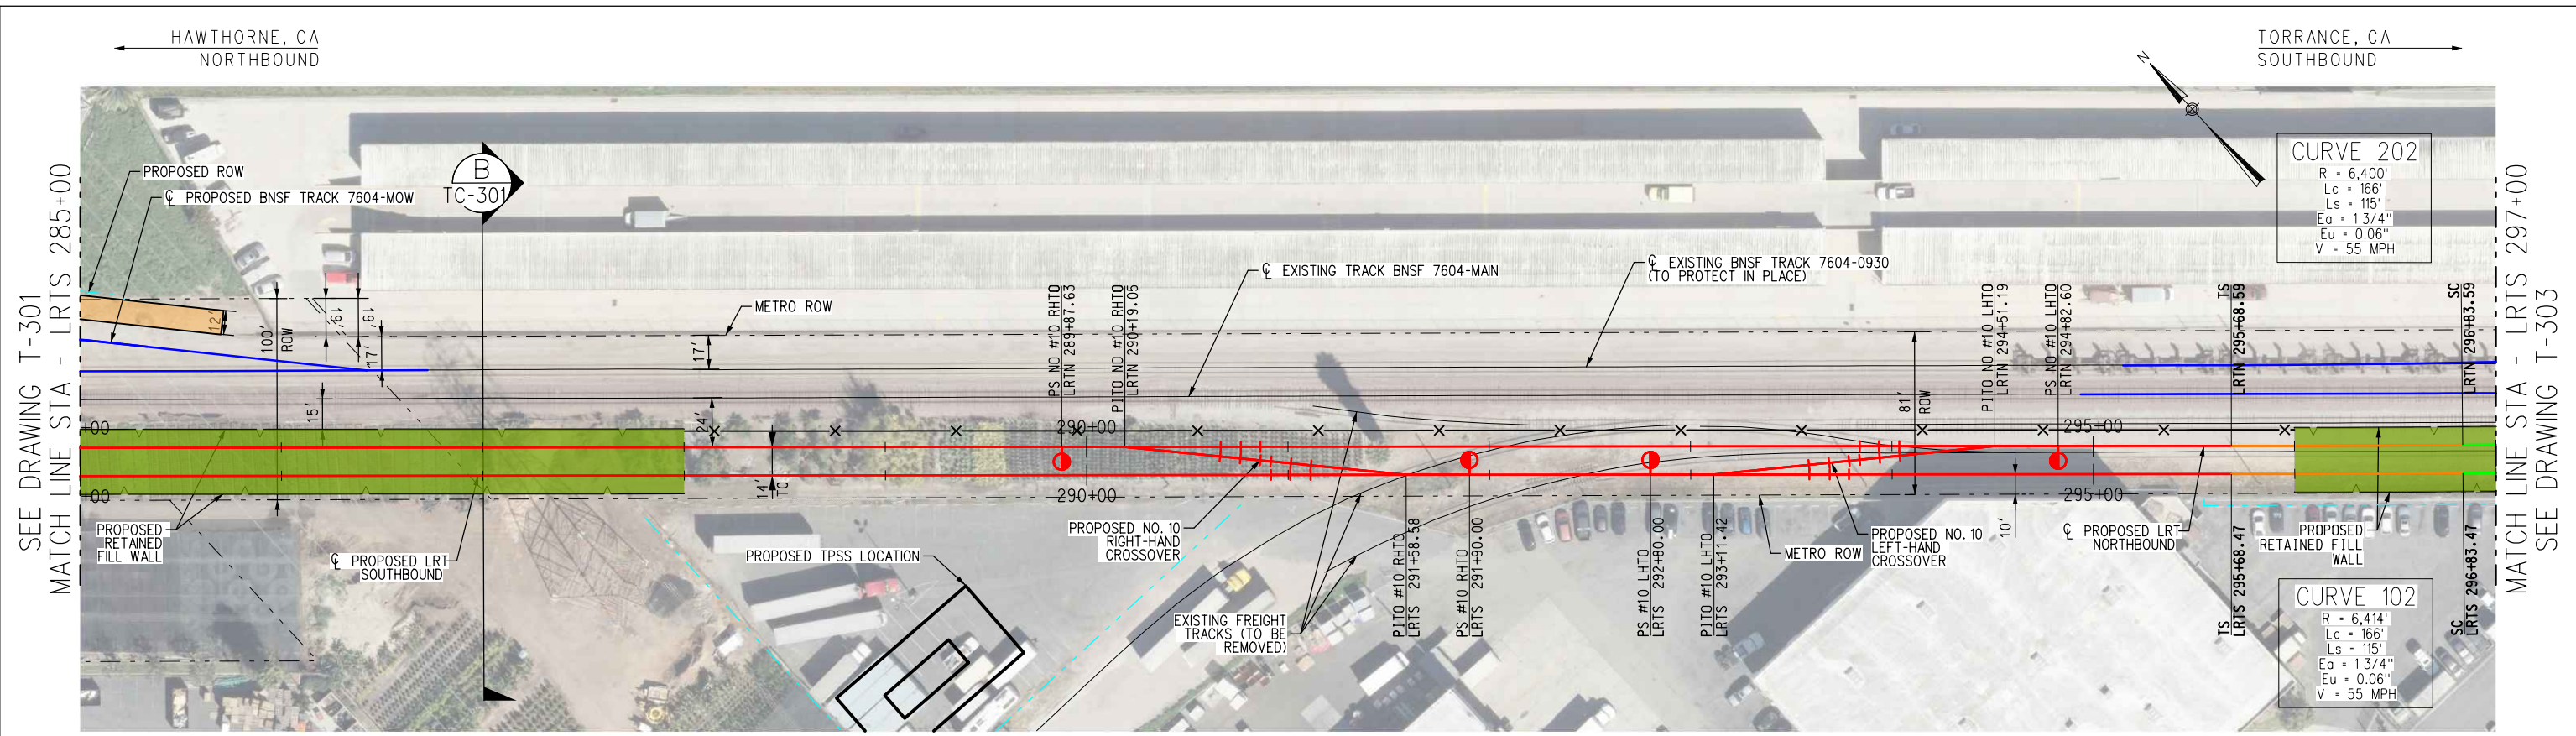 HAWTHORNE, CA
NORTHBOUND
TORRANCE, CA
SOUTHBOUND
N
SEE DRAWING T-301
MATCH LINE STA - LRTS 285+00
PROPOSED ROW
℄ PROPOSED BNSF TRACK 7604-MOW
B
TC-301
CURVE 202
R = 6,400'
Lc = 166'
Ls = 115'
Ea = 1 3/4"
Eu = 0.06"
V = 55 MPH
℄ EXISTING TRACK BNSF 7604-MAIN
℄ EXISTING BNSF TRACK 7604-0930
(TO PROTECT IN PLACE)
METRO ROW
12'
100'
ROW
19'
19'
17'
15'
17'
24'
14'
TC
81'
ROW
10'
PS NO #10 RHTO
LRTN 289+87.63
PITO NO #10 RHTO
LRTN 290+19.05
PITO NO #10 LHTO
LRTN 294+51.19
PS NO #10 LHTO
LRTN 294+82.60
TS
LRTN 295+68.59
SC
LRTN 296+83.59
+00
290+00
295+00
+00
290+00
295+00
PROPOSED
RETAINED
FILL WALL
℄ PROPOSED LRT
SOUTHBOUND
PROPOSED TPSS LOCATION
PROPOSED NO. 10
RIGHT-HAND
CROSSOVER
EXISTING FREIGHT
TRACKS (TO BE
REMOVED)
PITO #10 RHTO
LRTS 291+58.58
PS #10 RHTO
LRTS 291+90.00
PS #10 LHTO
LRTS 292+80.00
PITO #10 LHTO
LRTS 293+11.42
METRO ROW
PROPOSED NO. 10
LEFT-HAND
CROSSOVER
℄ PROPOSED LRT
NORTHBOUND
TS
LRTS 295+68.47
PROPOSED
RETAINED FILL
WALL
SC
LRTS 296+83.47
CURVE 102
R = 6,414'
Lc = 166'
Ls = 115'
Ea = 1 3/4"
Eu = 0.06"
V = 55 MPH
MATCH LINE STA - LRTS 297+00
SEE DRAWING T-303